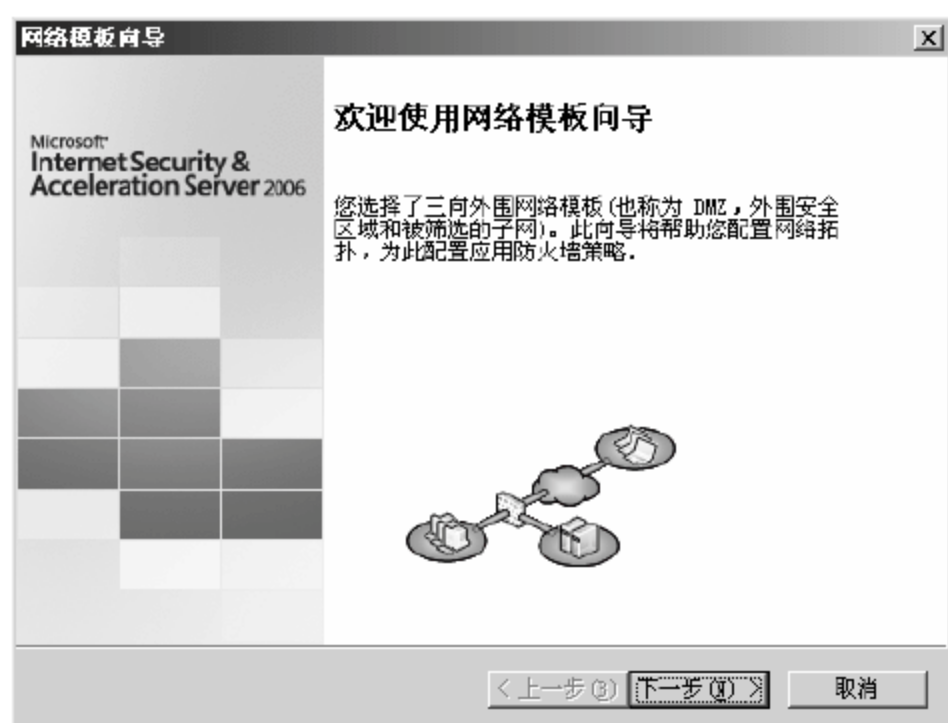 网络模板向导
Microsoft
Internet Security &
Acceleration Server 2006
欢迎使用网络模板向导
您选择了三向外围网络模板(也称为 DMZ，外围安全
区域和被筛选的子网)。此向导将帮助您配置网络拓
扑，为此配置应用防火墙策略.
<上一步(B)
下一步(N) >
取消